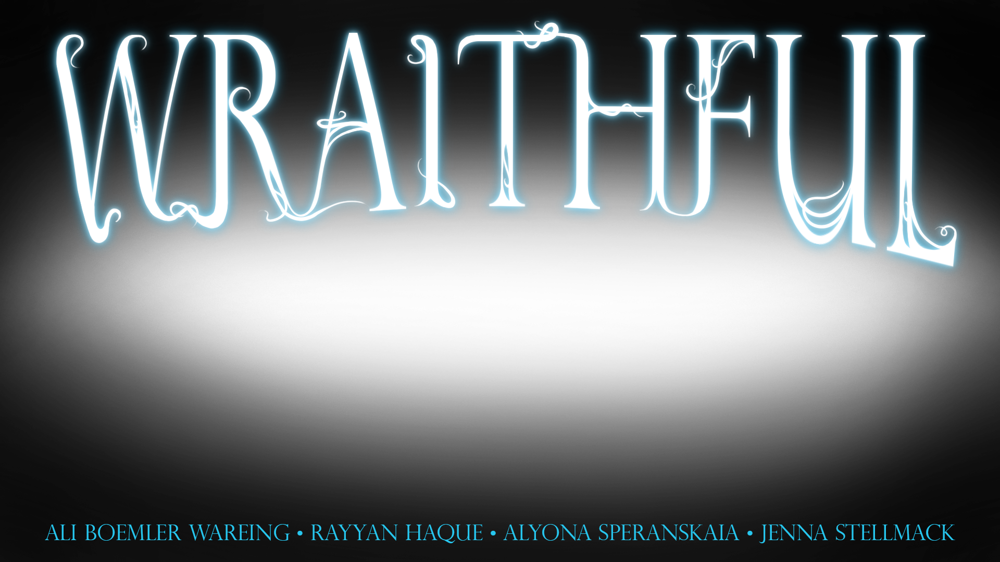 WRAITHFUL
ALI BOEMLER WAREING • RAYYAN HAQUE • ALYONA SPERANSKAIA • JENNA STELLMACK